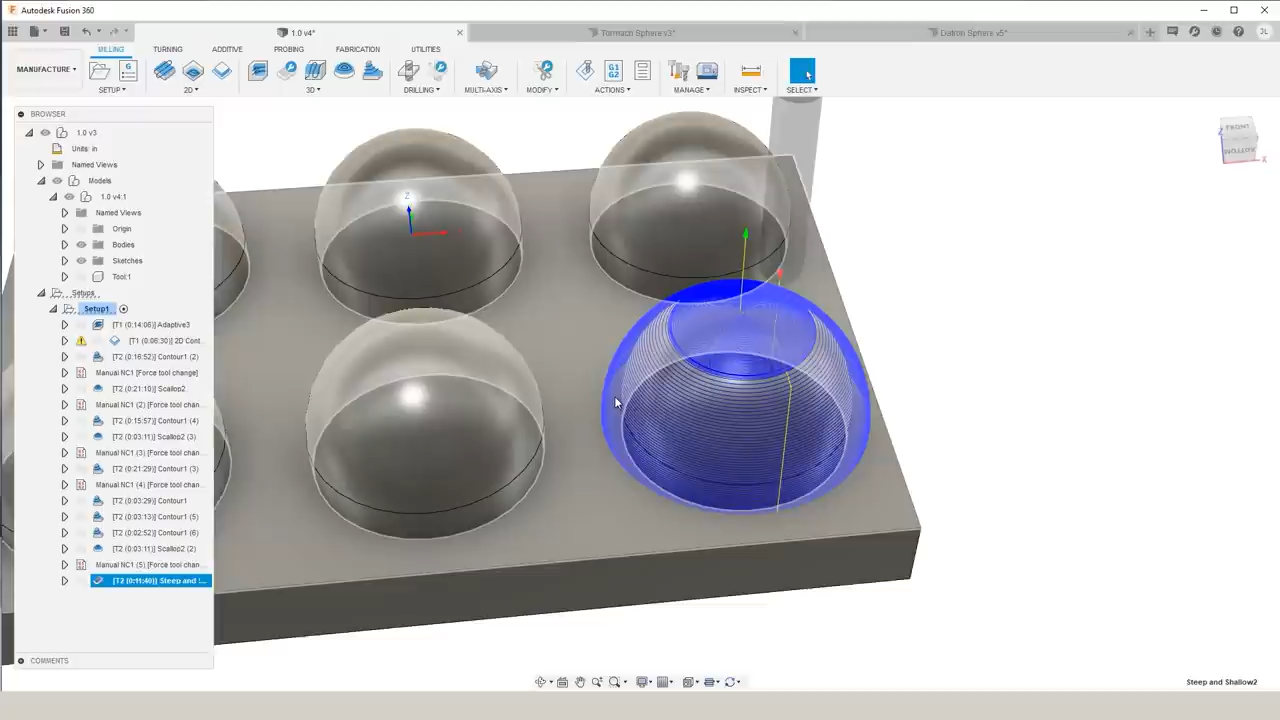 Autodesk Fusion 360
1.0 v4*
Tormach Sphere v3*
Datron Sphere v5*
MILLING
TURNING
ADDITIVE
PROBING
FABRICATION
UTILITIES
MANUFACTURE
G1
G2
SETUP
2D
3D
DRILLING
MULTI-AXIS
MODIFY
ACTIONS
MANAGE
INSPECT
SELECT
BROWSER
1.0 v3
Units: in
Named Views
Models
1.0 v4:1
Named Views
Origin
Bodies
Sketches
Tool:1
Setups
Setup1
[T1 (0:14:06)] Adaptive3
[T1 (0:06:30)] 2D Cont...
[T2 (0:16:52)] Contour1 (2)
Manual NC1 [Force tool change]
[T2 (0:21:10)] Scallop2
Manual NC1 (2) [Force tool chan...
[T2 (0:15:57)] Contour1 (4)
[T2 (0:03:11)] Scallop2 (3)
Manual NC1 (3) [Force tool chan...
[T2 (0:21:29)] Contour1 (3)
Manual NC1 (4) [Force tool chan...
[T2 (0:03:29)] Contour1
[T2 (0:03:13)] Contour1 (5)
[T2 (0:02:52)] Contour1 (6)
[T2 (0:03:11)] Scallop2 (2)
Manual NC1 (5) [Force tool chan...
[T2 (0:11:40)] Steep and S...
COMMENTS
Z
FRONT
BOTTOM
Z
X
JL
Steep and Shallow2